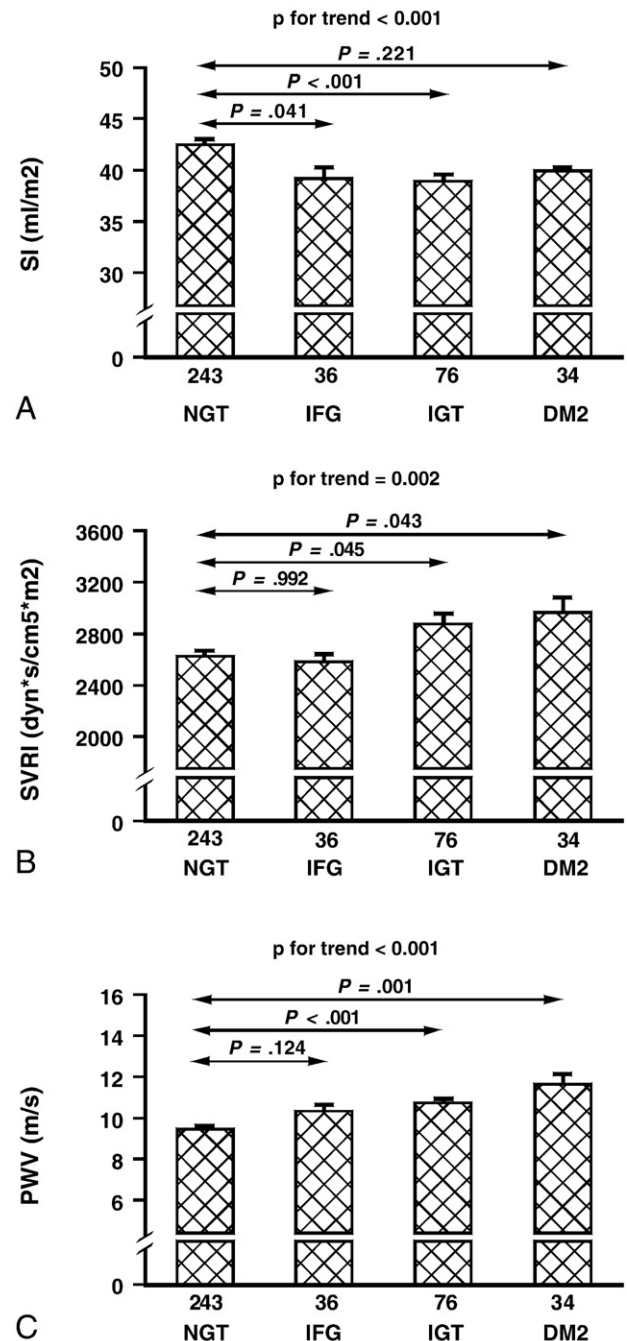 p for trend < 0.001
P = .221
P < .001
P = .041
50
45
40
35
30
0
SI (ml/m2)
243 36 76 34
A
NGT IFG IGT DM2
p for trend = 0.002
P = .043
P = .045
P = .992
3600
3200
2800
2400
2000
0
SVRI (dyn*s/cm5*m2)
243 36 76 34
B
NGT IFG IGT DM2
p for trend < 0.001
P = .001
P < .001
P = .124
16
14
12
10
8
6
0
PWV (m/s)
243 36 76 34
C
NGT IFG IGT DM2